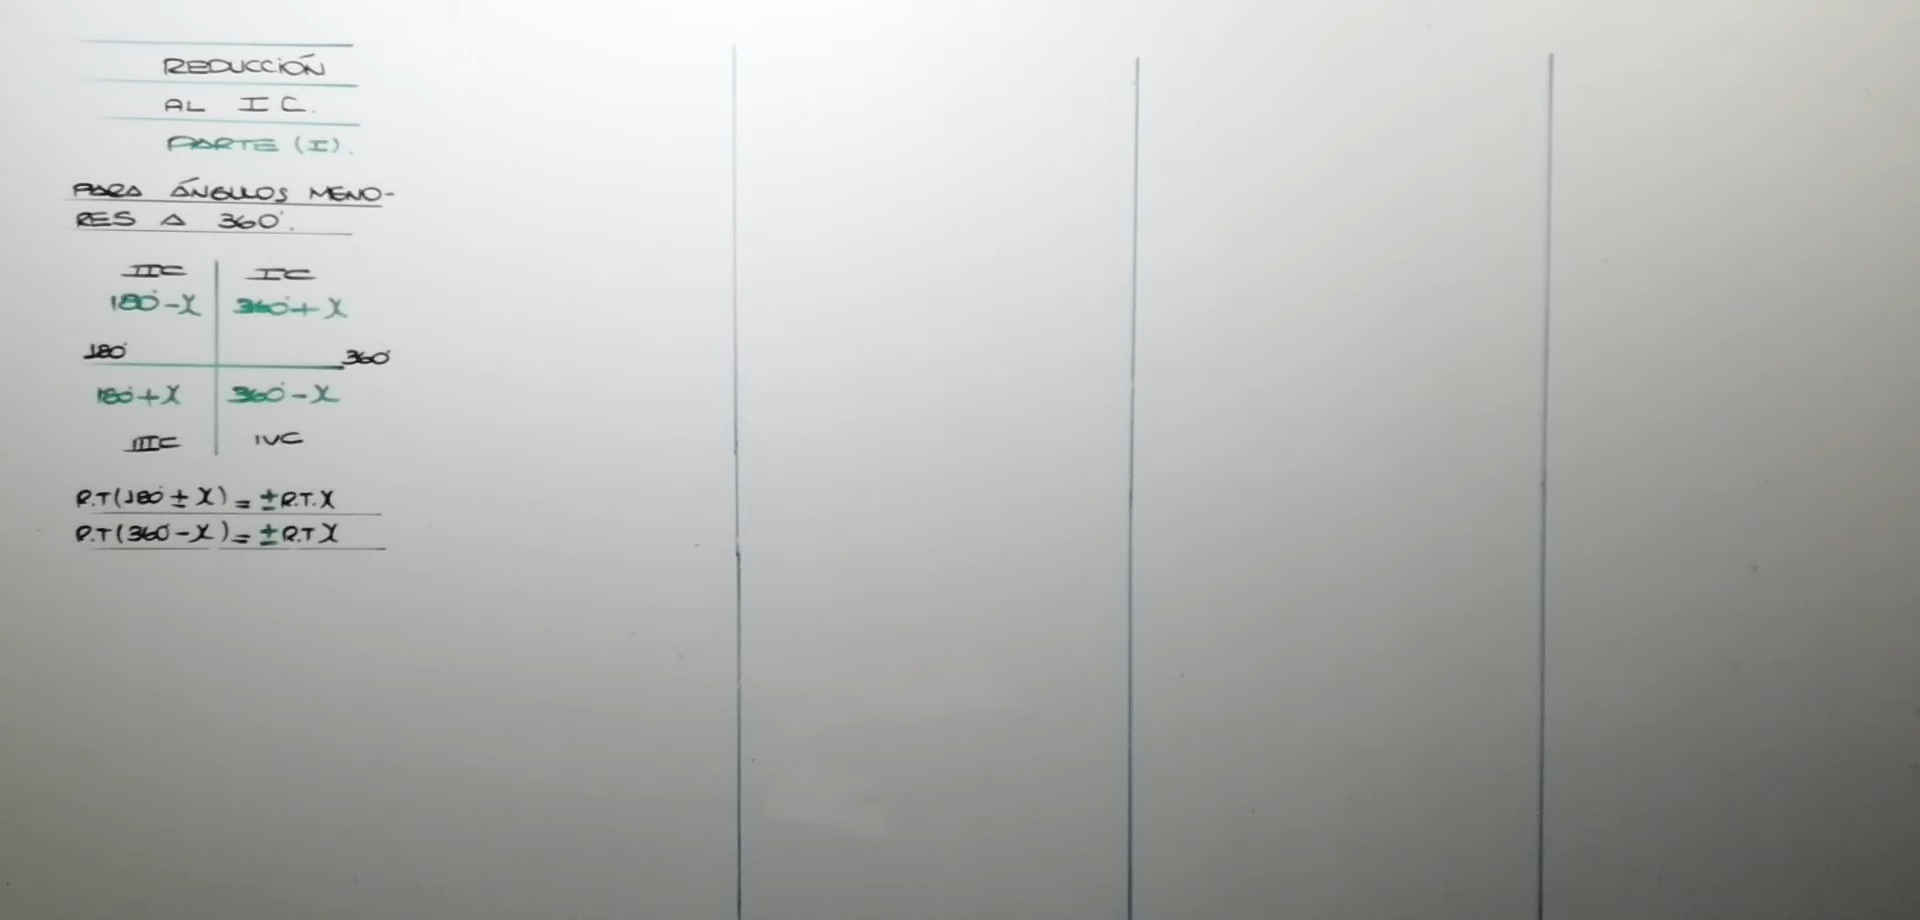 REDUCCIÓN
AL I C.
PARTE (I).
PARA ÁNGULOS MENO-
RES A 360°.
IIC IC
180°-X 360°+X
180° 360°
180°+X 360°-X
IIIC IVC
R.T(180°±X)=±R.T.X
R.T(360°-X)=±R.TX